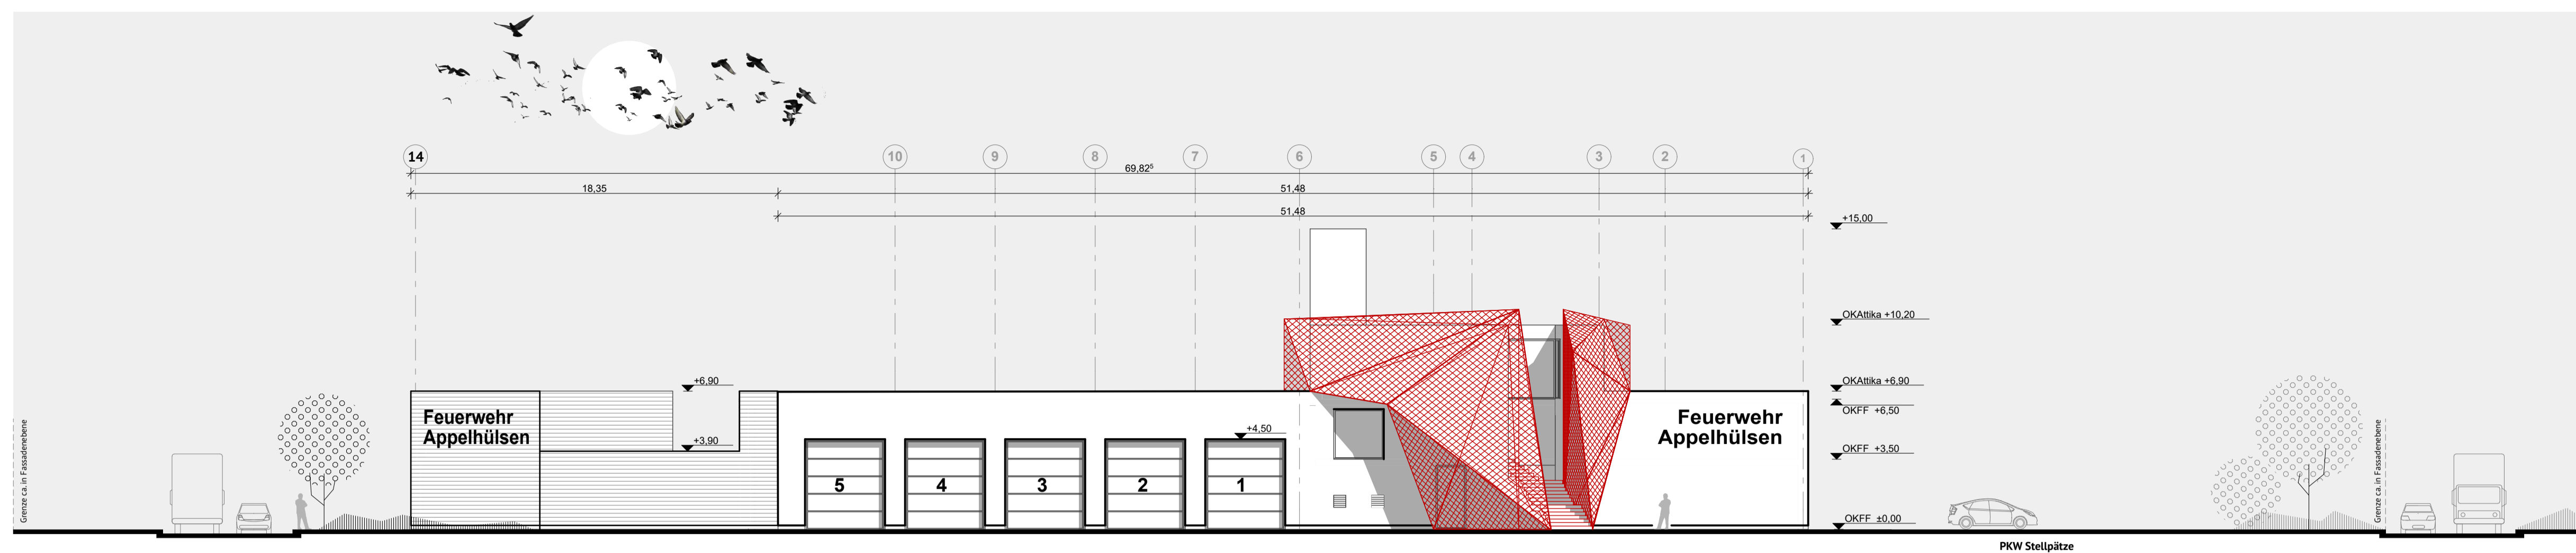 14
10
9
8
7
6
5
4
3
2
1
69,82⁵
18,35
51,48
51,48
+15,00
OKAttika +10,20
+6,90
OKAttika +6,90
OKFF +6,50
Feuerwehr
Appelhülsen
Feuerwehr
Appelhülsen
+3,90
+4,50
OKFF +3,50
5
4
3
2
1
OKFF ±0,00
Grenze ca. in Fassadenebene
Grenze ca. in Fassadenebene
PKW Stellpätze